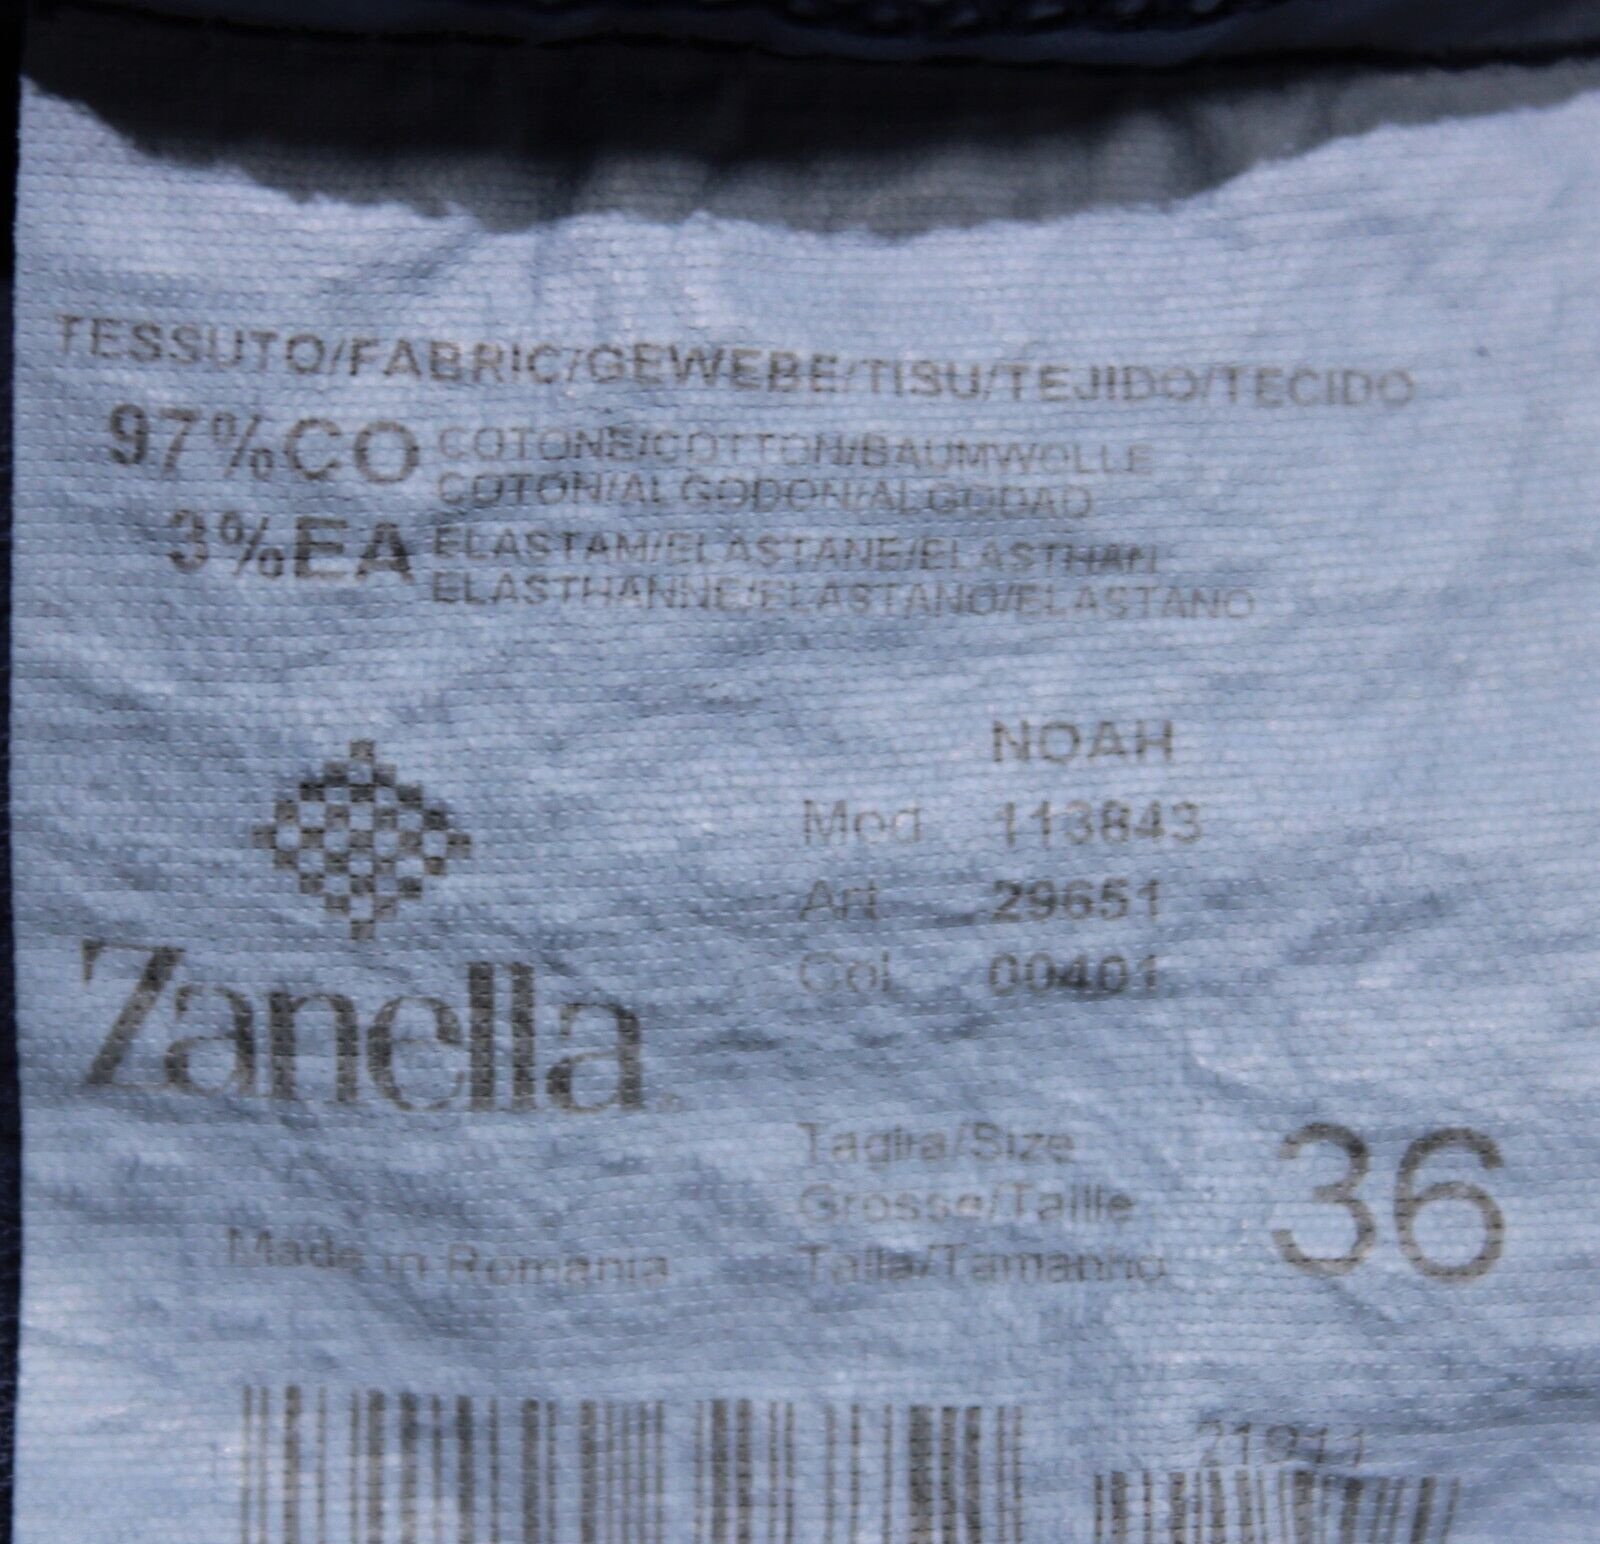 TESSUTO/FABRIC/GEWEBE/TISU/TEJIDO/TECIDO
97%CO COTONE/COTTON/BAUMWOLLE
COTON/ALGODON/ALGODAO
3%EA ELASTAM/ELASTANE/ELASTHAN
ELASTHANNE/ELASTANO/ELASTANO
NOAH
Mod 113843
Art. 29651
Col. 00401
Zanella
Taglia/Size
Grosse/Taille
Talla/Tamanho
36
Made in Romania